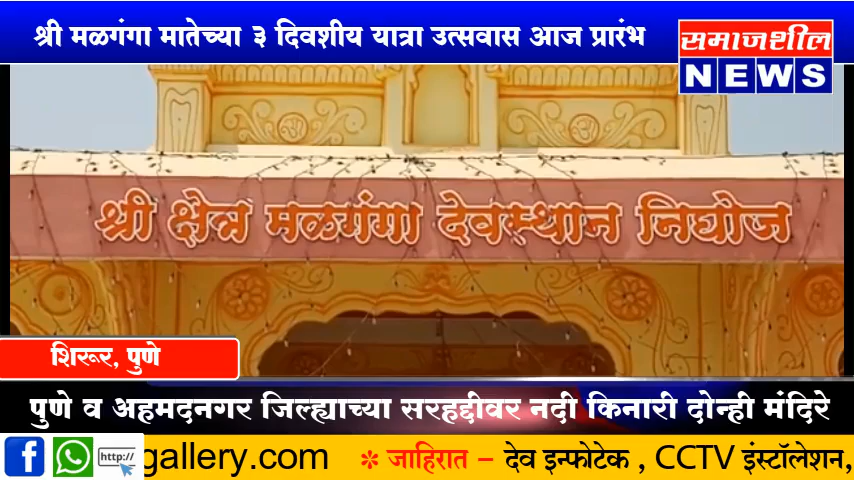 श्री मळगंगा मातेच्या ३ दिवशीय यात्रा उत्सवास आज प्रारंभ
समाजशील
NEWS
श्री क्षेत्र मळगंगा देवस्थान निघोज
शिरूर, पुणे
पुणे व अहमदनगर जिल्ह्याच्या सरहद्दीवर नदी किनारी दोन्ही मंदिरे
http://
gallery.com * जाहिरात – देव इन्फोटेक , CCTV इंस्टॉलेशन,